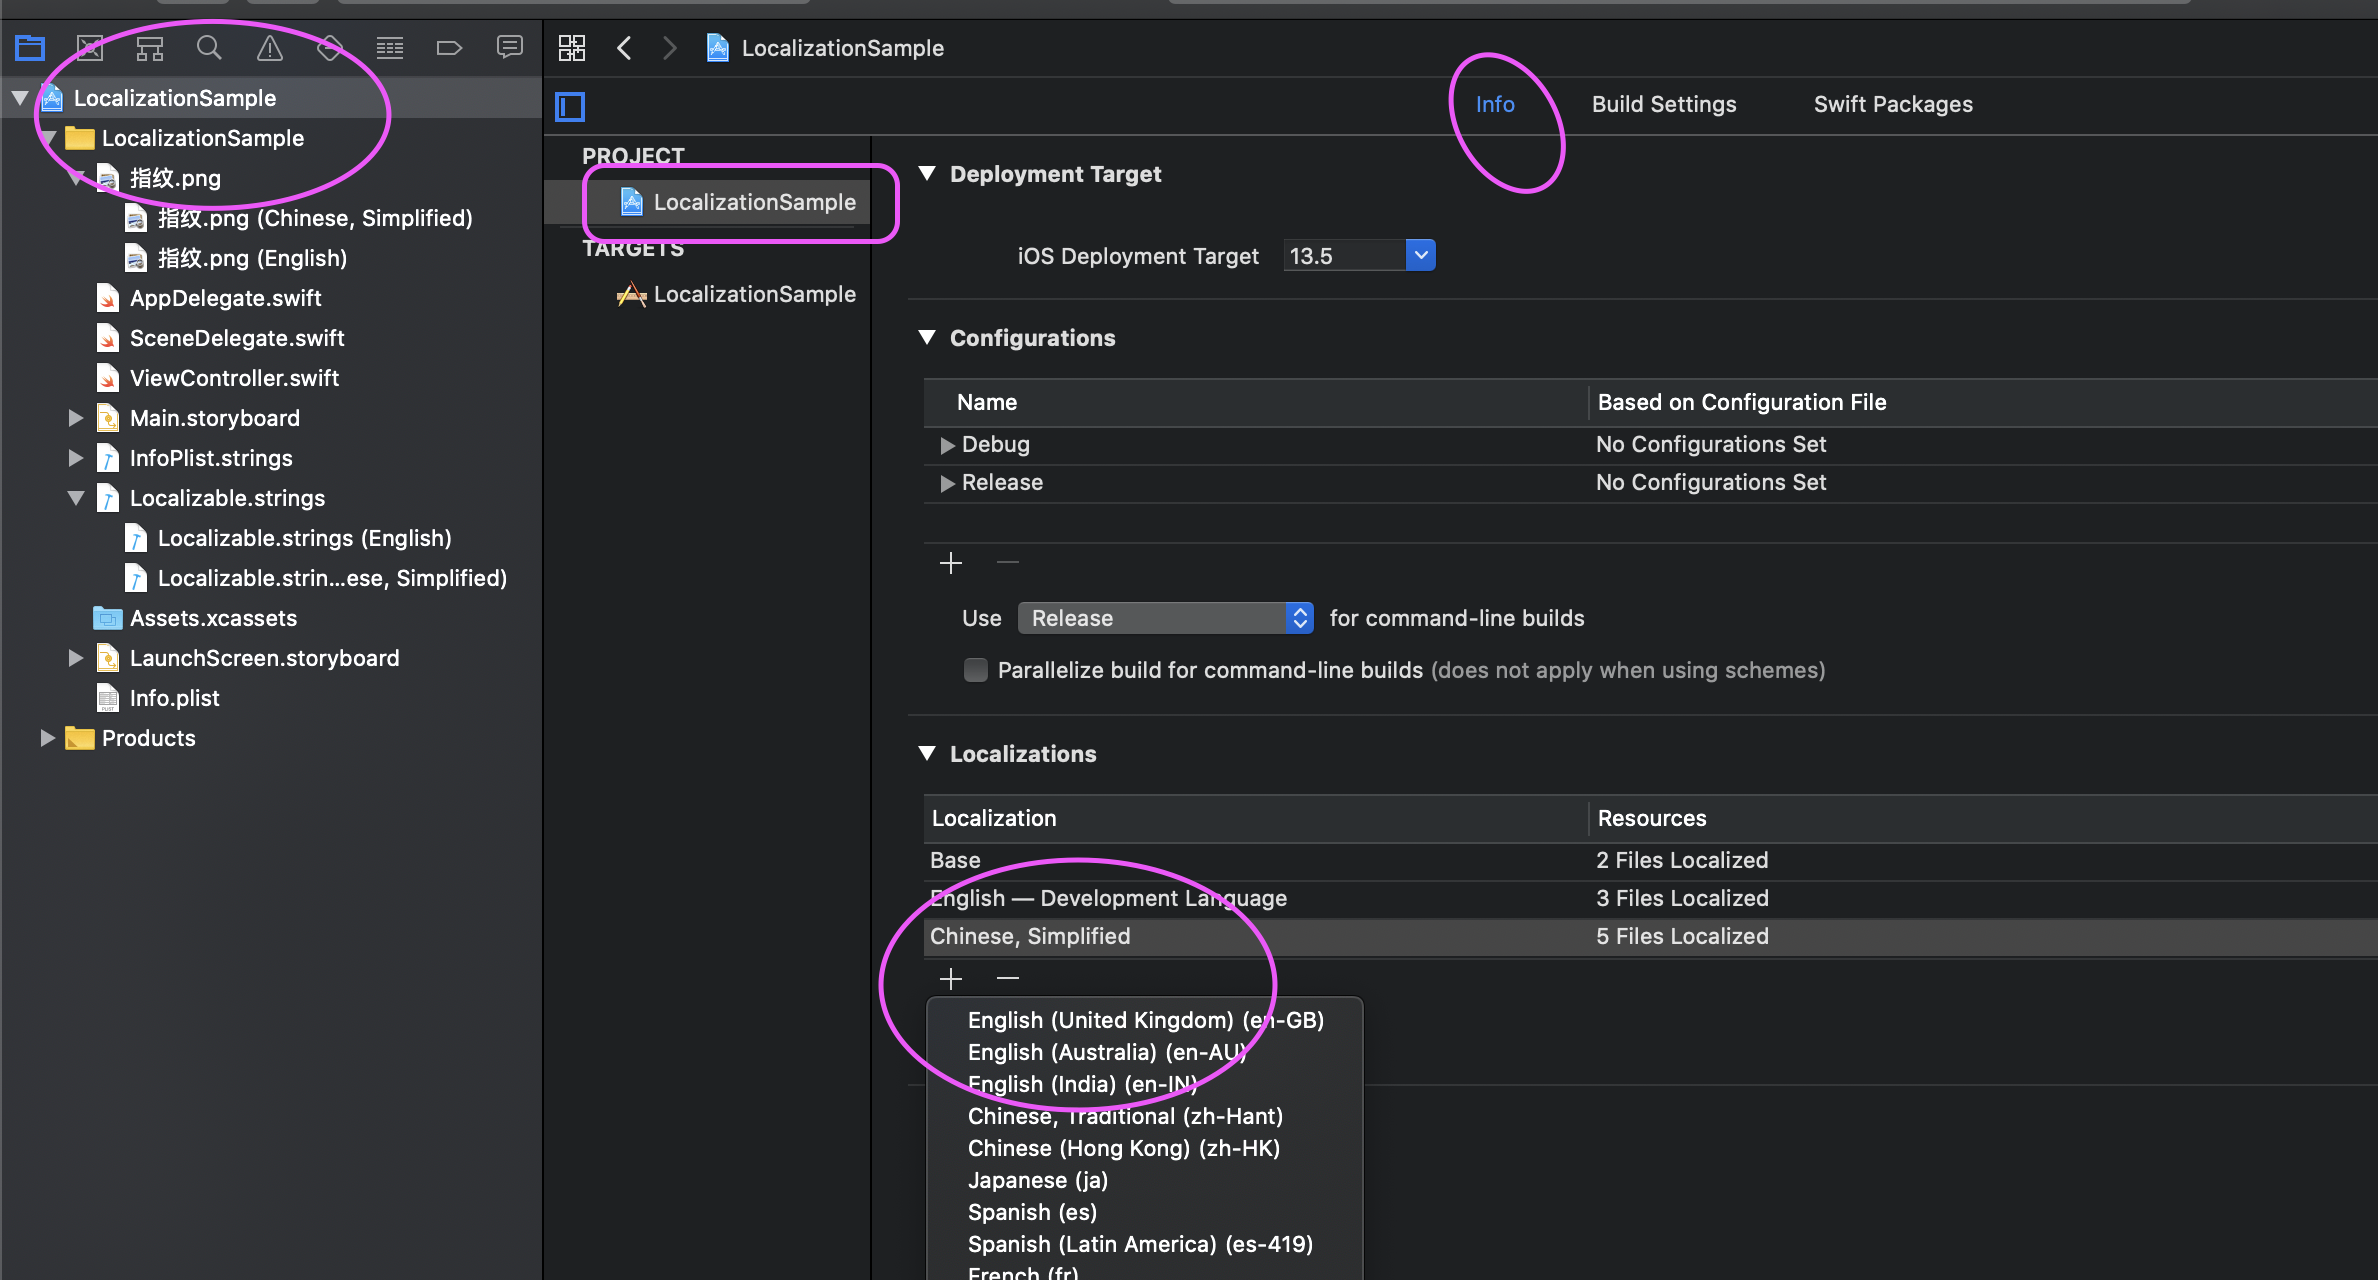 LocalizationSample
LocalizationSample
指纹.png
指纹.png (Chinese, Simplified)
指纹.png (English)
AppDelegate.swift
SceneDelegate.swift
ViewController.swift
Main.storyboard
InfoPlist.strings
Localizable.strings
Localizable.strings (English)
Localizable.strin...ese, Simplified)
Assets.xcassets
LaunchScreen.storyboard
Info.plist
Products
LocalizationSample
Info Build Settings Swift Packages
PROJECT
LocalizationSample
TARGETS
LocalizationSample
Deployment Target
iOS Deployment Target 13.5
Configurations
Name Based on Configuration File
Debug No Configurations Set
Release No Configurations Set
Use Release for command-line builds
Parallelize build for command-line builds (does not apply when using schemes)
Localizations
Localization Resources
Base 2 Files Localized
English — Development Language 3 Files Localized
Chinese, Simplified 5 Files Localized
English (United Kingdom) (en-GB)
English (Australia) (en-AU)
English (India) (en-IN)
Chinese, Traditional (zh-Hant)
Chinese (Hong Kong) (zh-HK)
Japanese (ja)
Spanish (es)
Spanish (Latin America) (es-419)
French (fr)